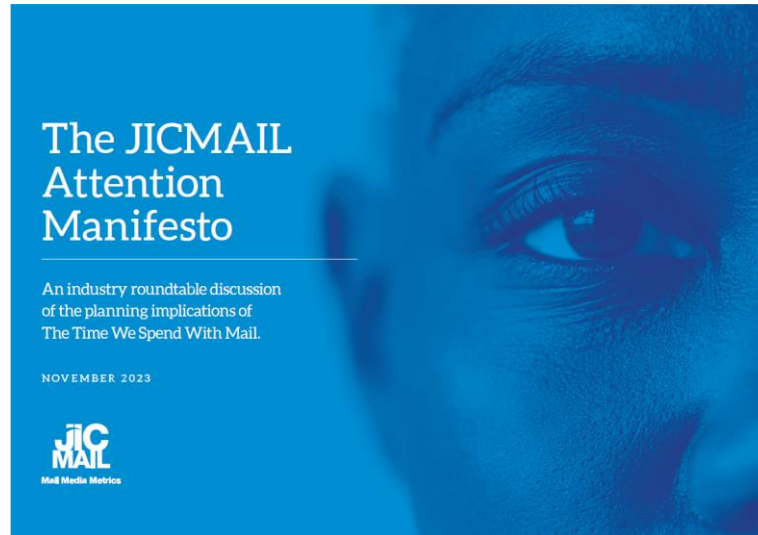 The JICMAIL
Attention
Manifesto
An industry roundtable discussion
of the planning implications of
The Time We Spend With Mail.
NOVEMBER 2023
JIC
MAIL
Mail Media Metrics